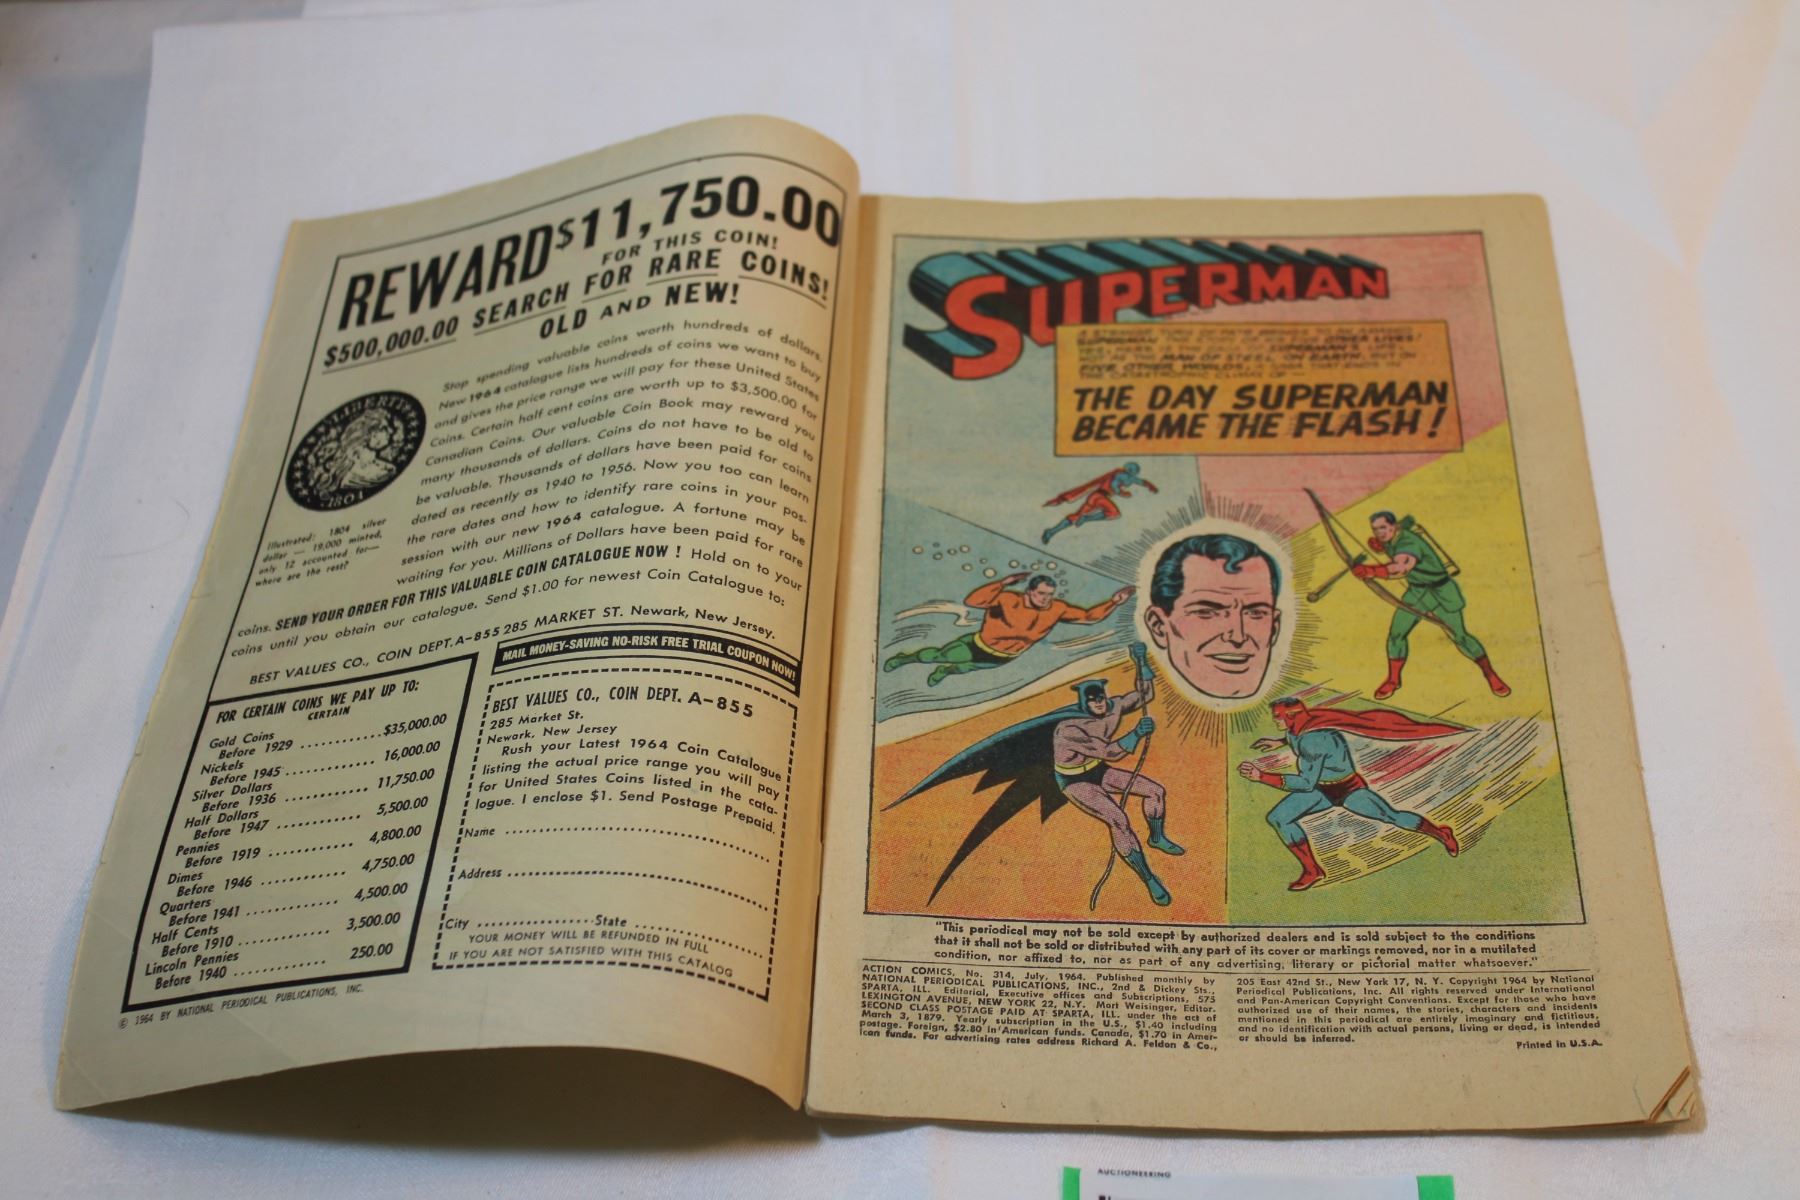 REWARD $11,750.00
FOR THIS COIN!
$500,000.00 SEARCH FOR RARE COINS!
OLD AND NEW!
LIBERTY
1804
Illustrated: 1804 silver
dollar — 19,000 minted,
only 12 accounted for—
where are the rest?
Stop spending valuable coins worth hundreds of dollars.
New 1964 catalogue lists hundreds of coins we want to buy
and gives the price range we will pay for these United States
Coins. Certain half cent coins are worth up to $3,500.00 for
Canadian Coins. Our valuable Coin Book may reward you
many thousands of dollars. Coins do not have to be old to
be valuable. Thousands of dollars have been paid for coins
dated as recently as 1940 to 1956. Now you too can learn
the rare dates and how to identify rare coins in your pos-
session with our new 1964 catalogue. A fortune may be
waiting for you. Millions of Dollars have been paid for rare
coins. SEND YOUR ORDER FOR THIS VALUABLE COIN CATALOGUE NOW ! Hold on to your
coins until you obtain our catalogue. Send $1.00 for newest Coin Catalogue to:
BEST VALUES CO., COIN DEPT. A-855 285 MARKET ST. Newark, New Jersey.
FOR CERTAIN COINS WE PAY UP TO:
CERTAIN
Gold Coins
Before 1929 ............ $35,000.00
Nickels
Before 1945 ............ 16,000.00
Silver Dollars
Before 1936 ............ 11,750.00
Half Dollars
Before 1947 ............ 5,500.00
Pennies
Before 1919 ............ 4,800.00
Dimes
Before 1946 ............ 4,750.00
Quarters
Before 1941 ............ 4,500.00
Half Cents
Before 1910 ............ 3,500.00
Lincoln Pennies
Before 1940 ............ 250.00
MAIL MONEY-SAVING NO-RISK FREE TRIAL COUPON NOW!
BEST VALUES CO., COIN DEPT. A-855
285 Market St.
Newark, New Jersey
Rush your Latest 1964 Coin Catalogue
listing the actual price range you will pay
for United States Coins listed in the cata-
logue. I enclose $1. Send Postage Prepaid.
Name
Address
City State
YOUR MONEY WILL BE REFUNDED IN FULL
IF YOU ARE NOT SATISFIED WITH THIS CATALOG
© 1964 BY NATIONAL PERIODICAL PUBLICATIONS, INC.
SUPERMAN
SUPERMAN OTHER LIVES!
MAN OF STEEL ON EARTH, BUT ON
FIVE OTHER WORLDS, A SAGA THAT ENDS IN
THE CATASTROPHIC CLIMAX OF
THE DAY SUPERMAN
BECAME THE FLASH!
"This periodical may not be sold except by authorized dealers and is sold subject to the conditions
that it shall not be sold or distributed with any part of its cover or markings removed, nor in a mutilated
condition, nor affixed to, nor as part of any advertising, literary or pictorial matter whatsoever."
ACTION COMICS, No. 314, July, 1964. Published monthly by
NATIONAL PERIODICAL PUBLICATIONS, INC., 2nd & Dickey Sts.,
SPARTA, ILL. Editorial, Executive offices and Subscriptions, 575
LEXINGTON AVENUE, NEW YORK 22, N.Y. Mort Weisinger, Editor.
SECOND CLASS POSTAGE PAID AT SPARTA, ILL. under the act of
March 3, 1879. Yearly subscription in the U.S., $1.40 including
postage. Foreign, $2.80 in American funds. Canada, $1.70 in Amer-
ican funds. For advertising rates address Richard A. Feldon & Co.,
205 East 42nd St., New York 17, N. Y. Copyright 1964 by National
Periodical Publications, Inc. All rights reserved under International
and Pan-American Copyright Conventions. Except for those who have
authorized use of their names, the stories, characters and incidents
mentioned in this periodical are entirely imaginary and fictitious,
and no identification with actual persons, living or dead, is intended
or should be inferred.
Printed in U.S.A.
AUCTIONEERING